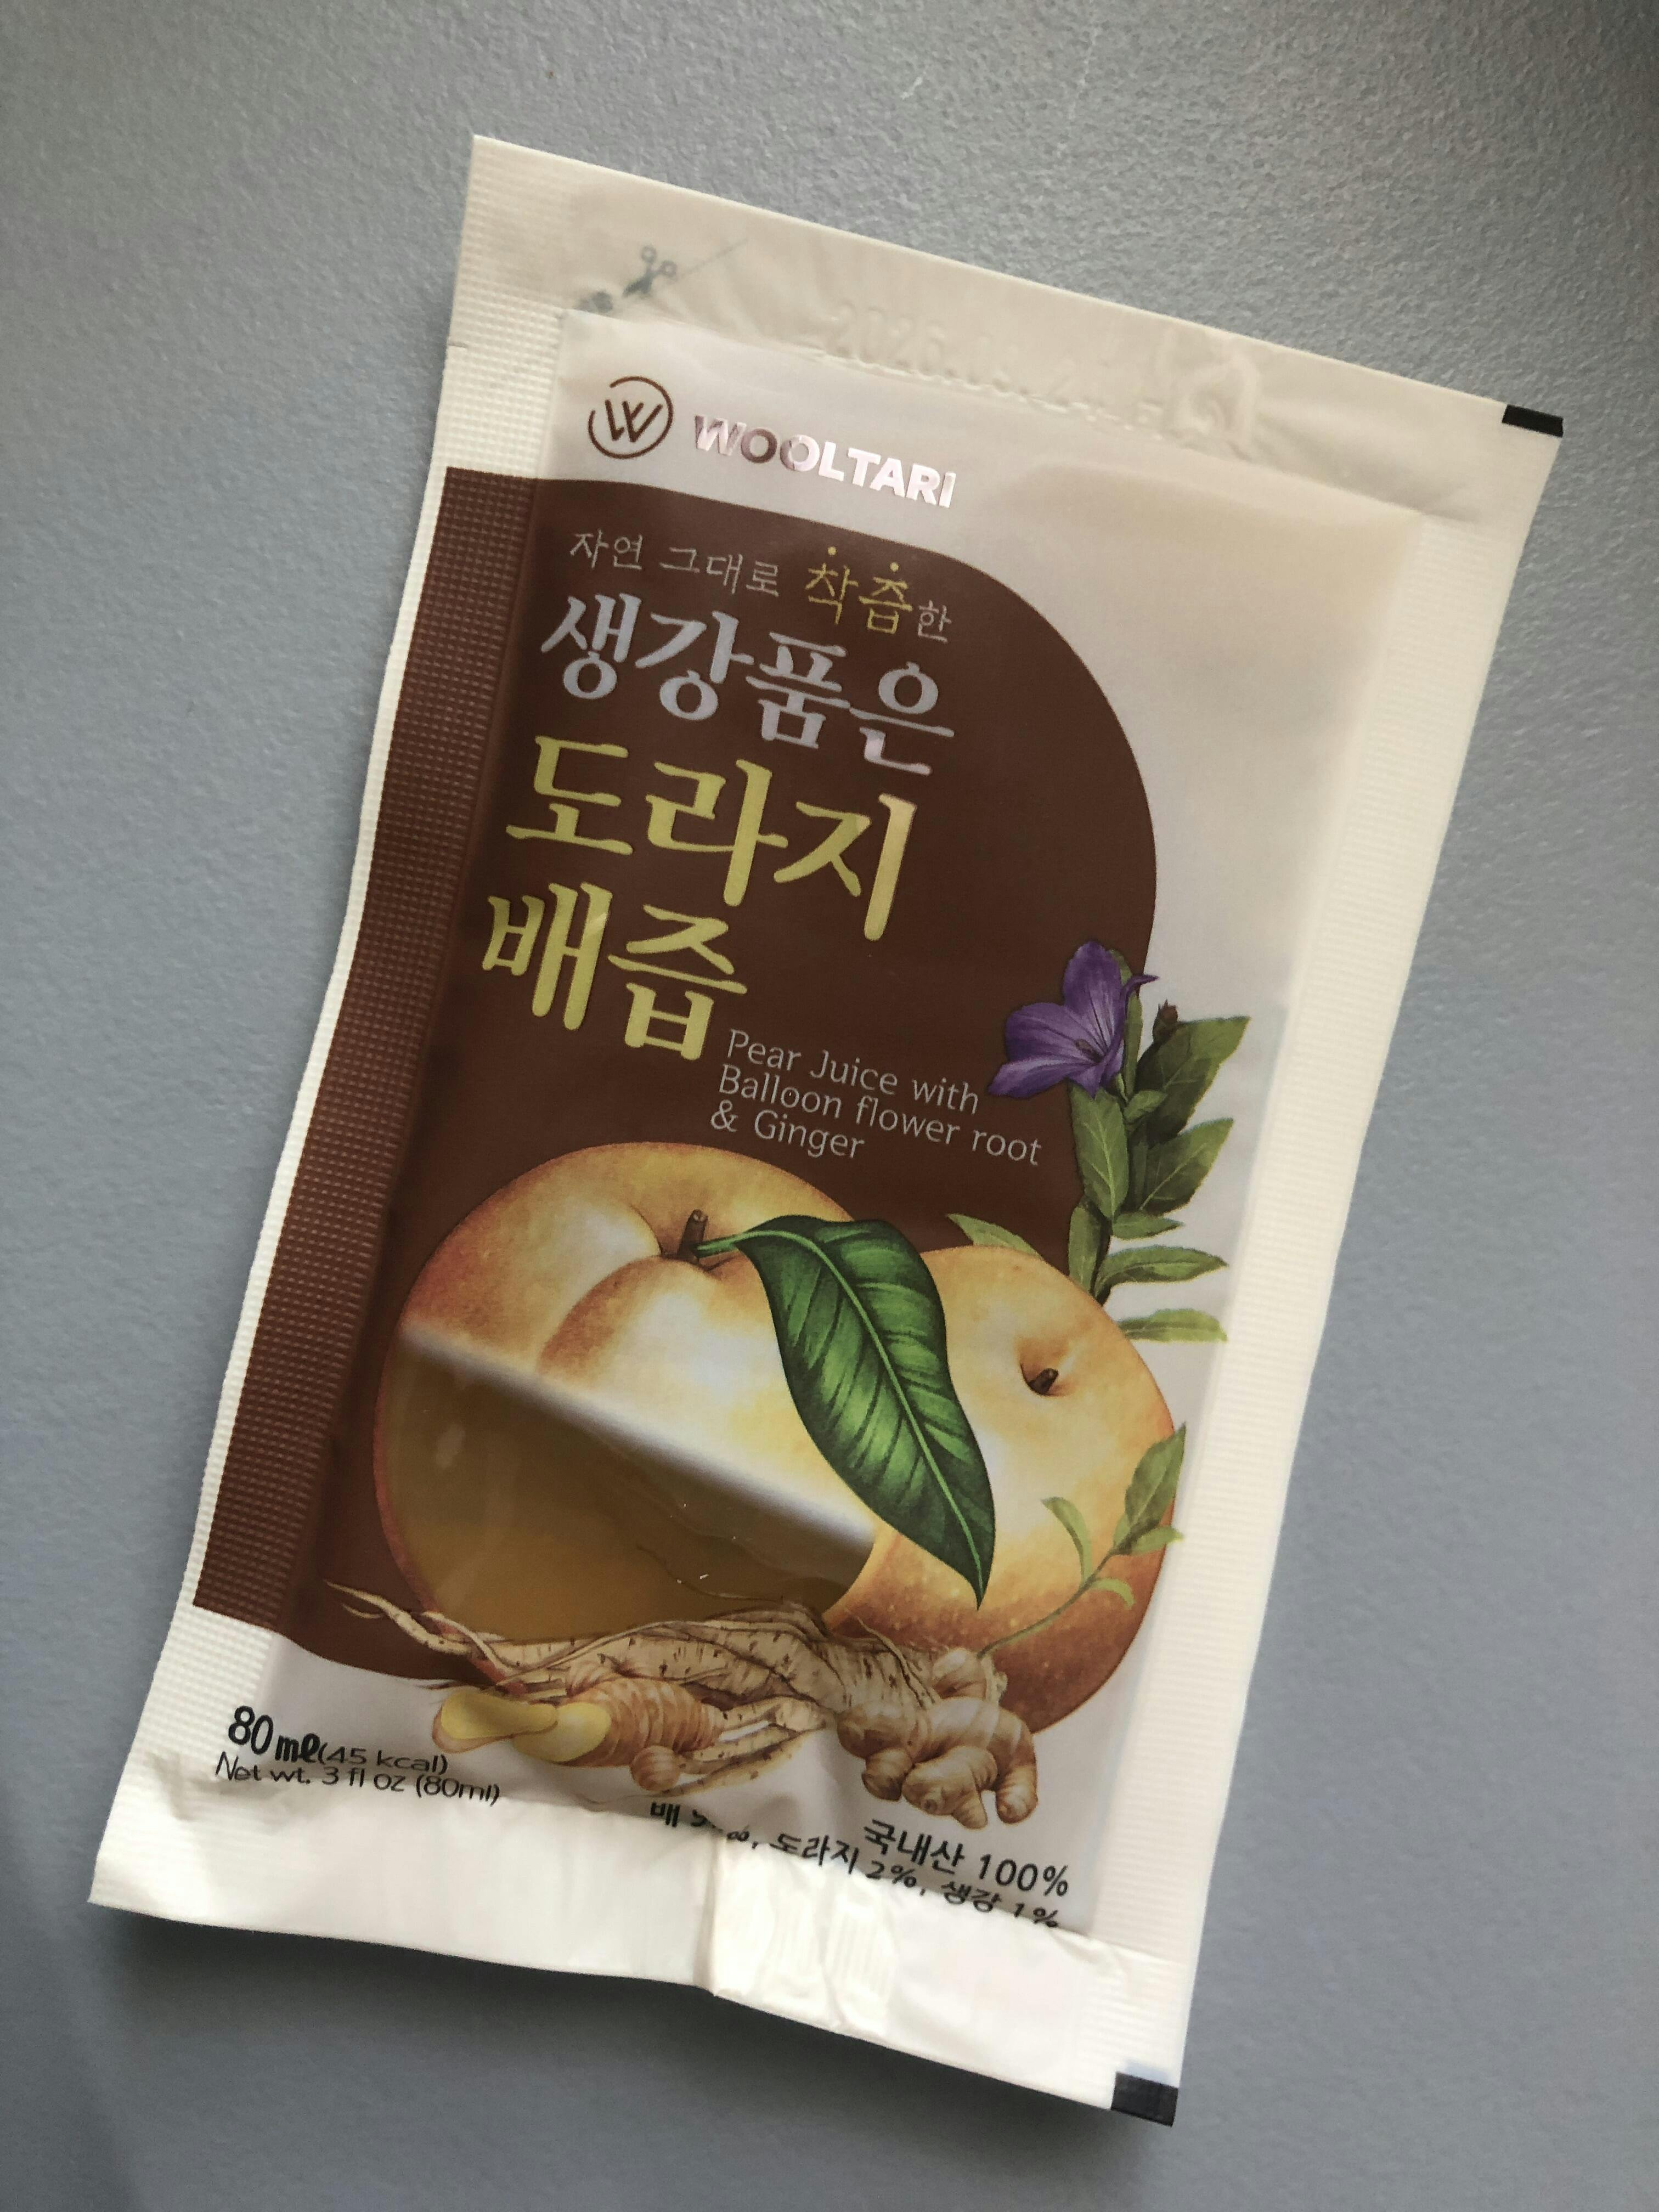 WOOLTARI
자연 그대로 착즙한
생강품은
도라지
배즙
Pear Juice with
Balloon flower root
& Ginger
80㎖(45 kcal)
Net wt. 3 fl oz (80ml)
국내산 100%
배 도라지 2%, 생강 1%